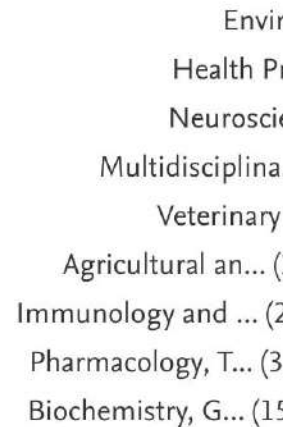 Envir
Health Pr
Neuroscie
Multidisciplina
Veterinary
Agricultural an... (
Immunology and ... (2
Pharmacology, T... (3
Biochemistry, G... (15